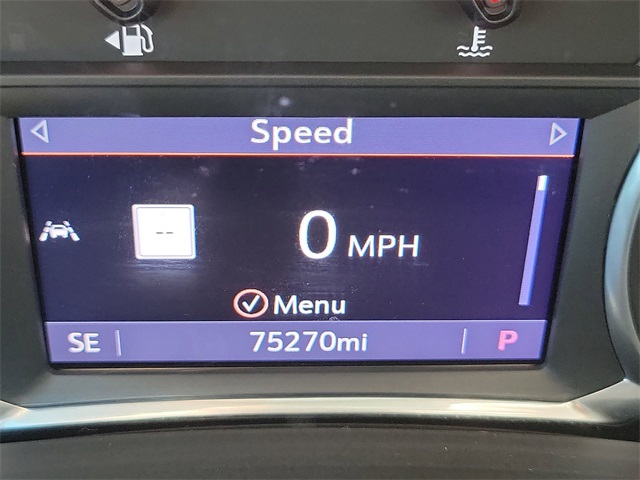 Speed
--
0 MPH
Menu
SE 75270mi P